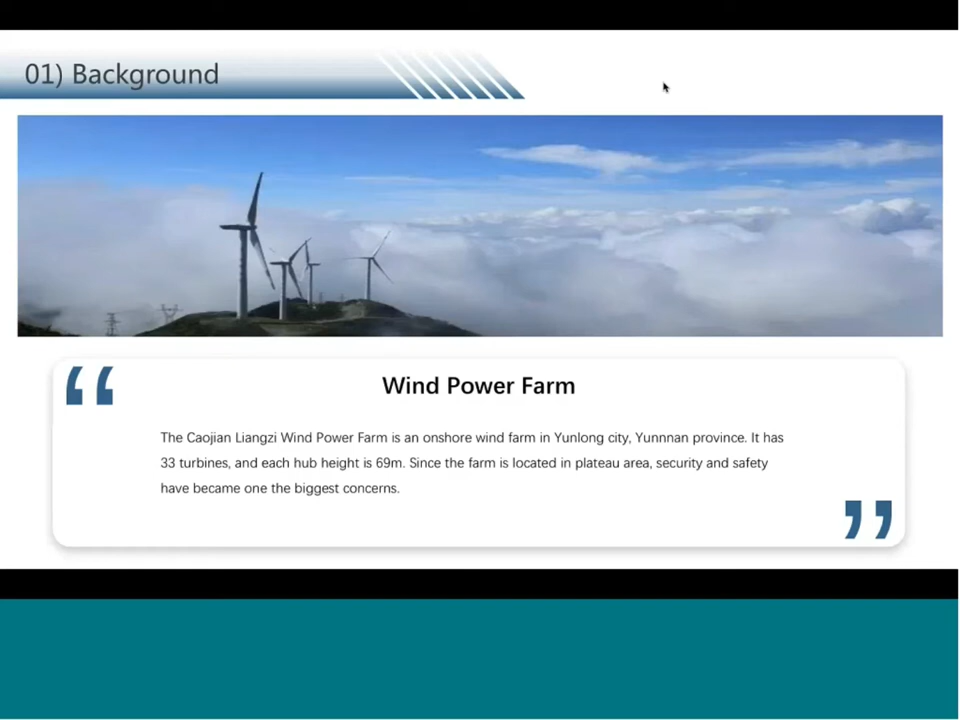 01) Background
Wind Power Farm
The Caojian Liangzi Wind Power Farm is an onshore wind farm in Yunlong city, Yunnnan province. It has
33 turbines, and each hub height is 69m. Since the farm is located in plateau area, security and safety
have became one the biggest concerns.